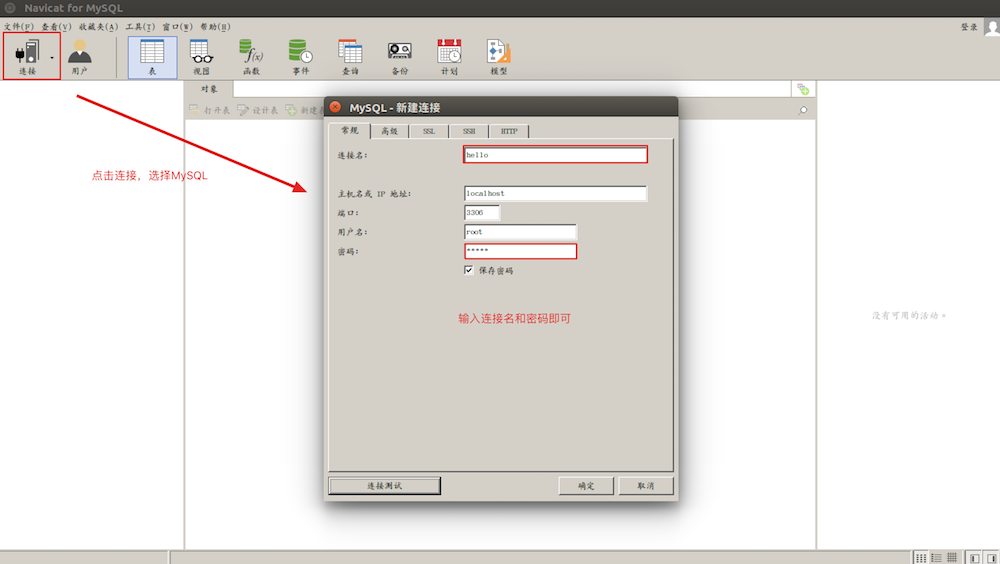 Navicat for MySQL
文件(F) 查看(V) 收藏夹(A) 工具(T) 窗口(W) 帮助(H)
登录
连接 用户 表 视图 函数 事件 查询 备份 计划 模型
对象
打开表 设计表 新建表
MySQL - 新建连接
常规 高级 SSL SSH HTTP
连接名: hello
点击连接，选择MySQL
主机名或 IP 地址: localhost
端口: 3306
用户名: root
密码: *****
保存密码
输入连接名和密码即可
没有可用的活动。
连接测试 确定 取消